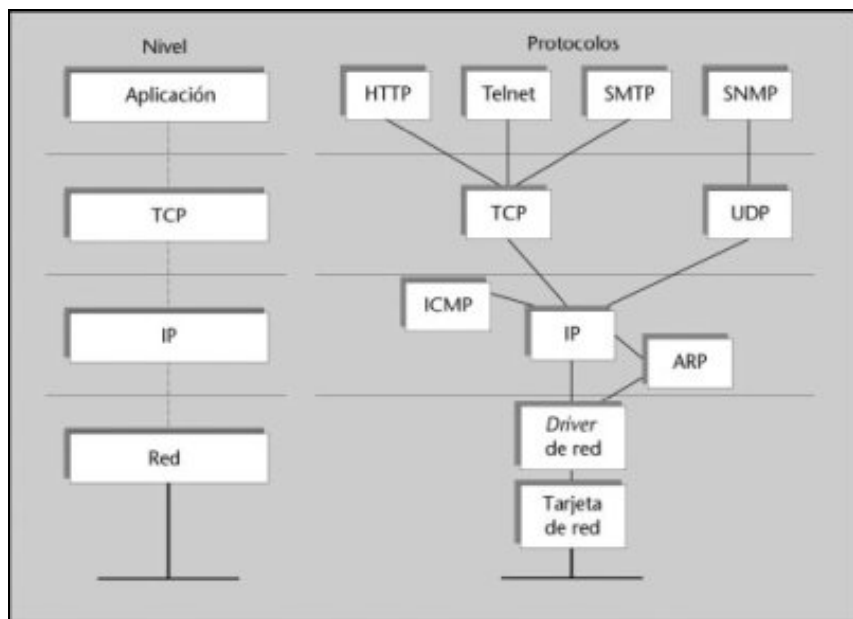 Nivel
Protocolos
Aplicación
HTTP
Telnet
SMTP
SNMP
TCP
TCP
UDP
ICMP
IP
IP
ARP
Red
Driver
de red
Tarjeta
de red